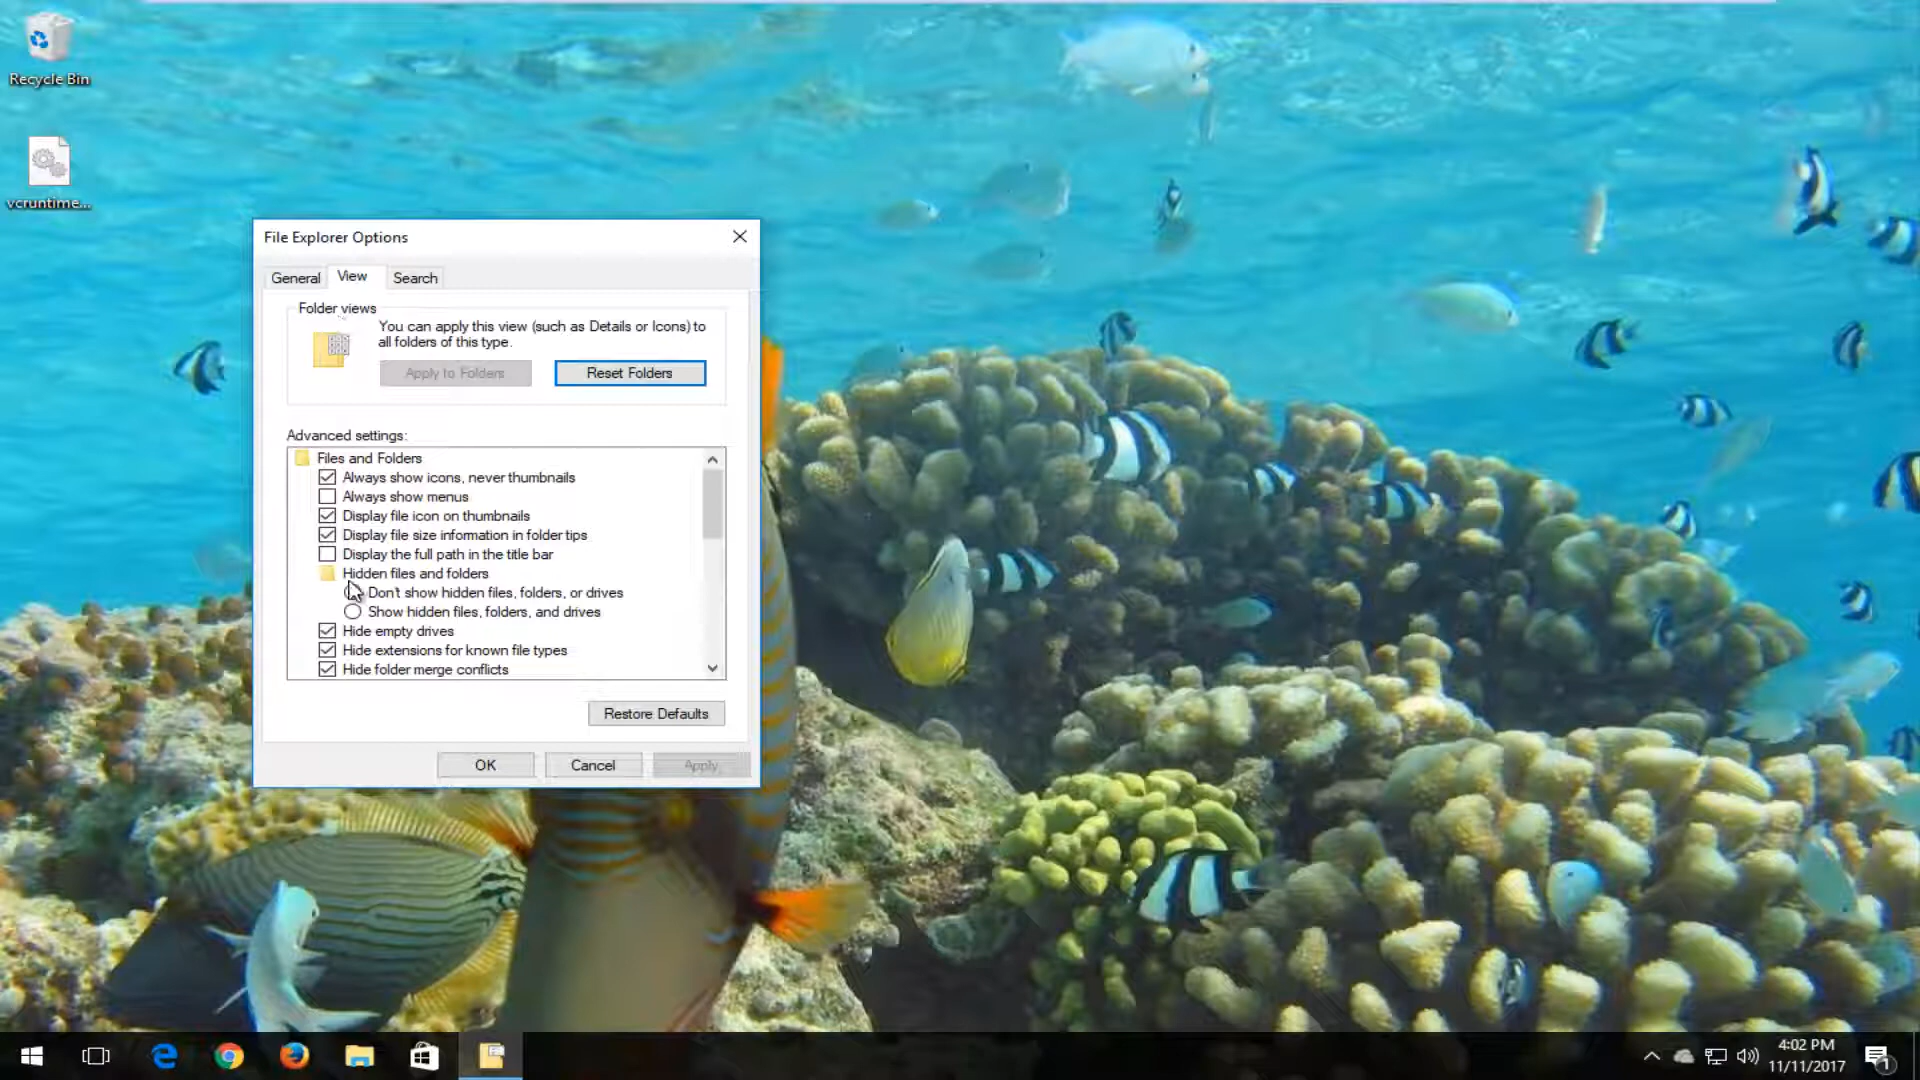 Recycle Bin
vcruntime...
File Explorer Options
General
View
Search
Folder views
You can apply this view (such as Details or Icons) to
all folders of this type.
Apply to Folders
Reset Folders
Advanced settings:
Files and Folders
Always show icons, never thumbnails
Always show menus
Display file icon on thumbnails
Display file size information in folder tips
Display the full path in the title bar
Hidden files and folders
Don't show hidden files, folders, or drives
Show hidden files, folders, and drives
Hide empty drives
Hide extensions for known file types
Hide folder merge conflicts
Restore Defaults
OK
Cancel
Apply
4:02 PM
11/11/2017
1